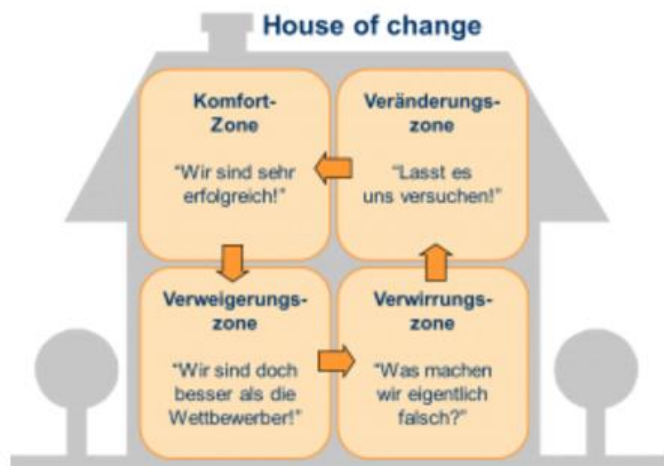 House of change
Komfort-
Zone
“Wir sind sehr
erfolgreich!”
Veränderungs-
zone
“Lasst es
uns versuchen!”
Verweigerungs-
zone
“Wir sind doch
besser als die
Wettbewerber!”
Verwirrungs-
zone
“Was machen
wir eigentlich
falsch?”